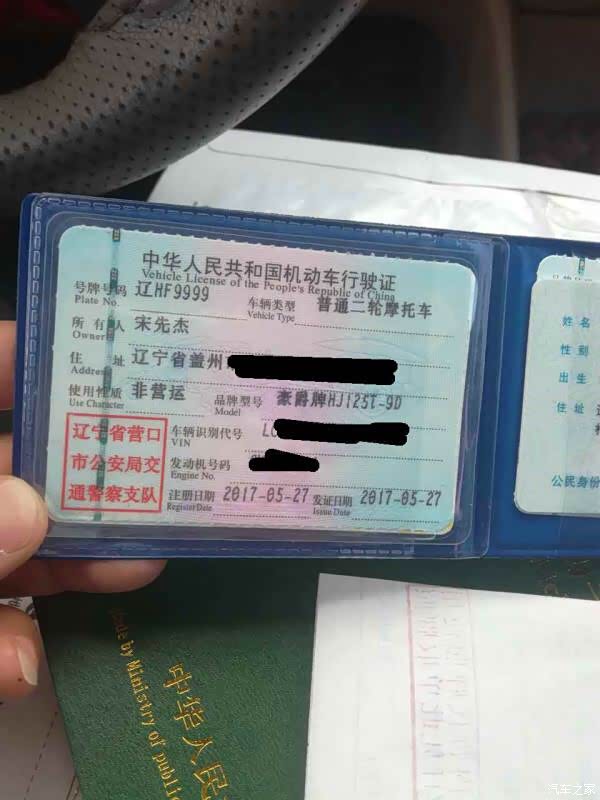 中华人民共和国机动车行驶证
Vehicle License of the People's Republic of China
号牌号码 辽HF9999 车辆类型 普通二轮摩托车
Plate No. Vehicle Type
所有人 宋先杰
Owner
住址 辽宁省盖州
Address
使用性质 非营运 品牌型号 豪爵牌HJ125T-9D
Use Character Model
辽宁省营口
市公安局交
通警察支队
车辆识别代号 L
VIN
发动机号码
Engine No.
注册日期 2017-05-27 发证日期 2017-05-27
Register Date Issue Date
姓名
性别
出生
住址
公民身份
中华人民
Made by Ministry of public
汽车之家